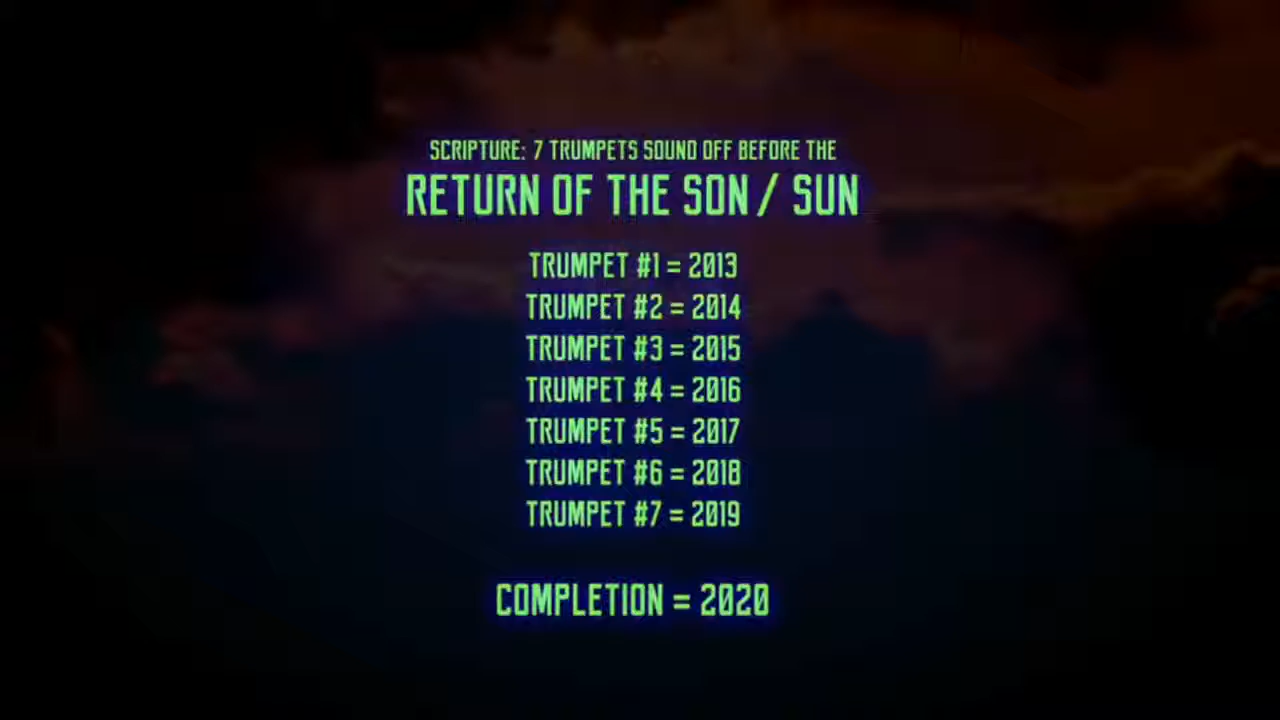 SCRIPTURE: 7 TRUMPETS SOUND OFF BEFORE THE
RETURN OF THE SON / SUN
TRUMPET #1 = 2013
TRUMPET #2 = 2014
TRUMPET #3 = 2015
TRUMPET #4 = 2016
TRUMPET #5 = 2017
TRUMPET #6 = 2018
TRUMPET #7 = 2019
COMPLETION = 2020